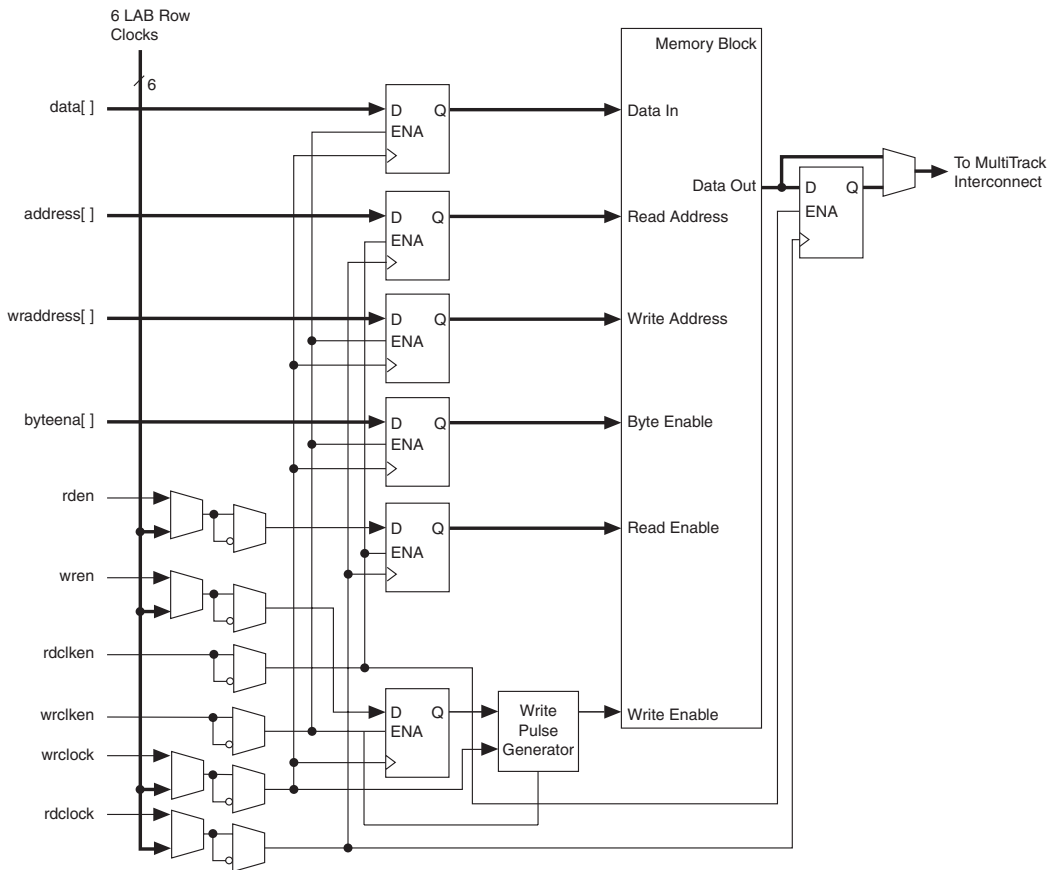 6 LAB Row
Clocks
6
data[ ]
address[ ]
wraddress[ ]
byteena[ ]
rden
wren
rdclken
wrclken
wrclock
rdclock
D Q
ENA
D Q
ENA
D Q
ENA
D Q
ENA
D Q
ENA
D Q
ENA
Write
Pulse
Generator
Memory Block
Data In
Read Address
Write Address
Byte Enable
Read Enable
Write Enable
Data Out
D Q
ENA
To MultiTrack
Interconnect